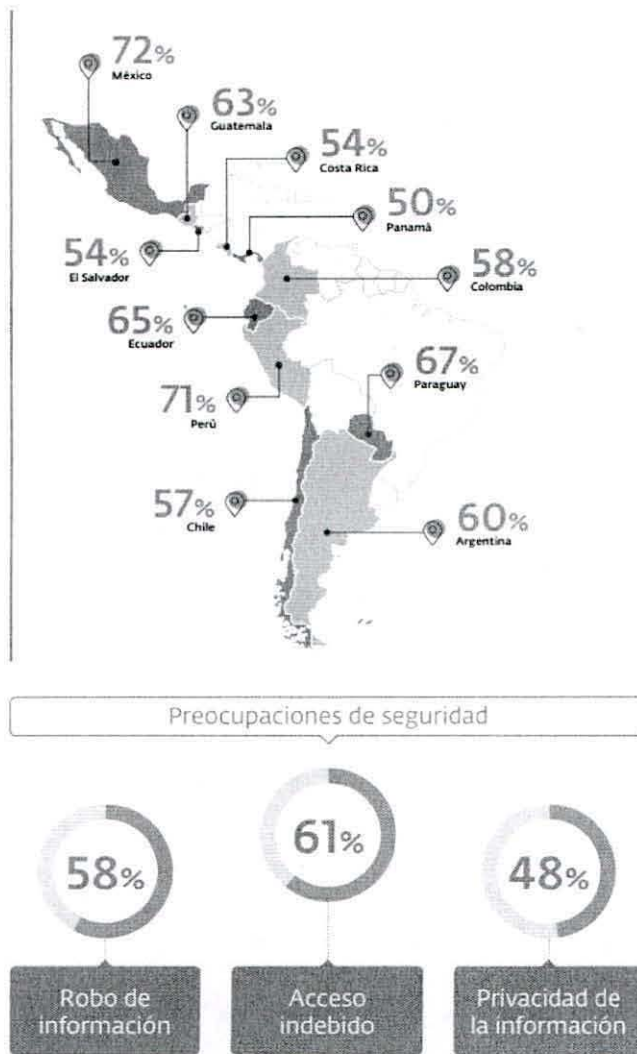 72%
México
63%
Guatemala
54%
Costa Rica
50%
Panamá
54%
El Salvador
58%
Colombia
65%
Ecuador
67%
Paraguay
71%
Perú
57%
Chile
60%
Argentina
Preocupaciones de seguridad
58%
61%
48%
Robo de
información
Acceso
indebido
Privacidad de
la información